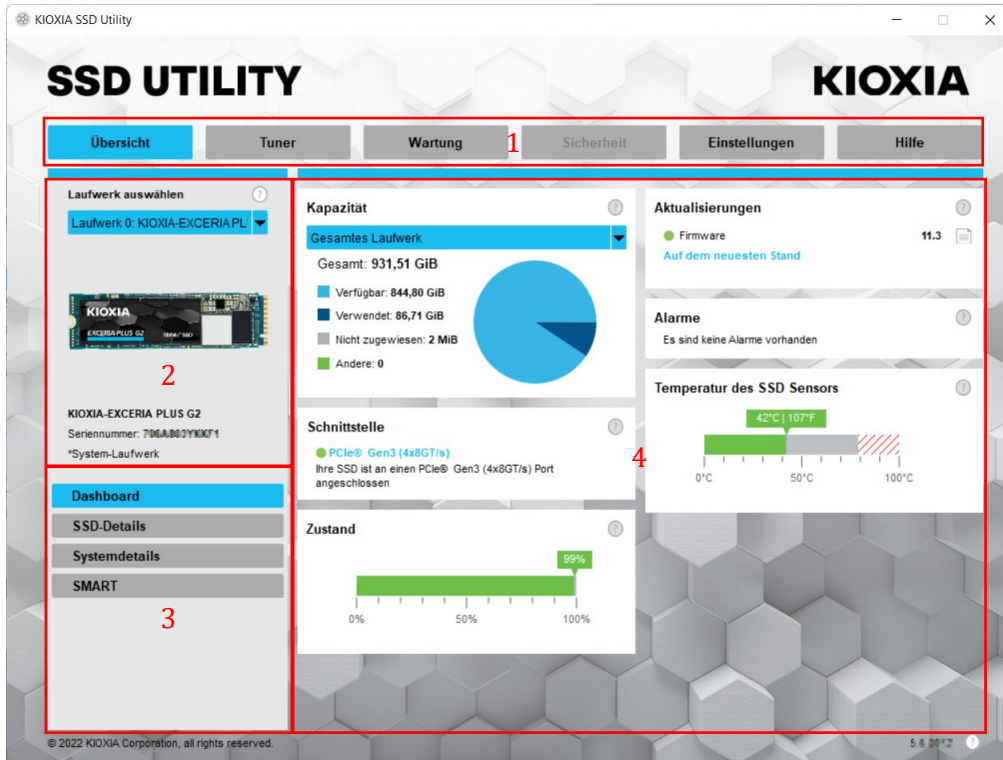 KIOXIA SSD Utility
SSD UTILITY
KIOXIA
Übersicht
Tuner
Wartung
1
Sicherheit
Einstellungen
Hilfe
Laufwerk auswählen
Laufwerk 0: KIOXIA-EXCERIA PL
KIOXIA
EXCERIA PLUS G2
NVMe™ SSD
2
KIOXIA-EXCERIA PLUS G2
Seriennummer:
*System-Laufwerk
Dashboard
SSD-Details
Systemdetails
SMART
3
Kapazität
Gesamtes Laufwerk
Gesamt: 931,51 GiB
Verfügbar: 844,80 GiB
Verwendet: 86,71 GiB
Nicht zugewiesen: 2 MiB
Andere: 0
Schnittstelle
PCIe® Gen3 (4x8GT/s)
Ihre SSD ist an einen PCIe® Gen3 (4x8GT/s) Port
angeschlossen
Zustand
99%
0% 50% 100%
4
Aktualisierungen
Firmware 11.3
Auf dem neuesten Stand
Alarme
Es sind keine Alarme vorhanden
Temperatur des SSD Sensors
42°C | 107°F
0°C 50°C 100°C
© 2022 KIOXIA Corporation, all rights reserved.